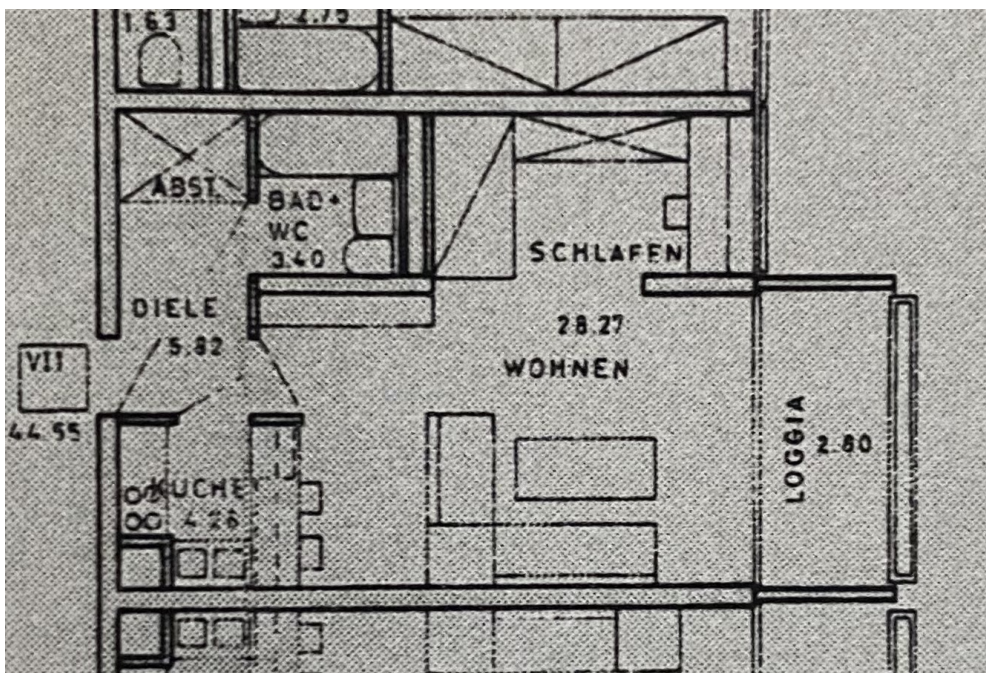 1.63
2.75
ABST.
BAD+
WC
3.40
SCHLAFEN
DIELE
5.82
28.27
WOHNEN
VII
44.55
LOGGIA
2.80
KÜCHE
4.26